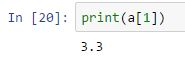 In [20]: print(a[1])
3.3